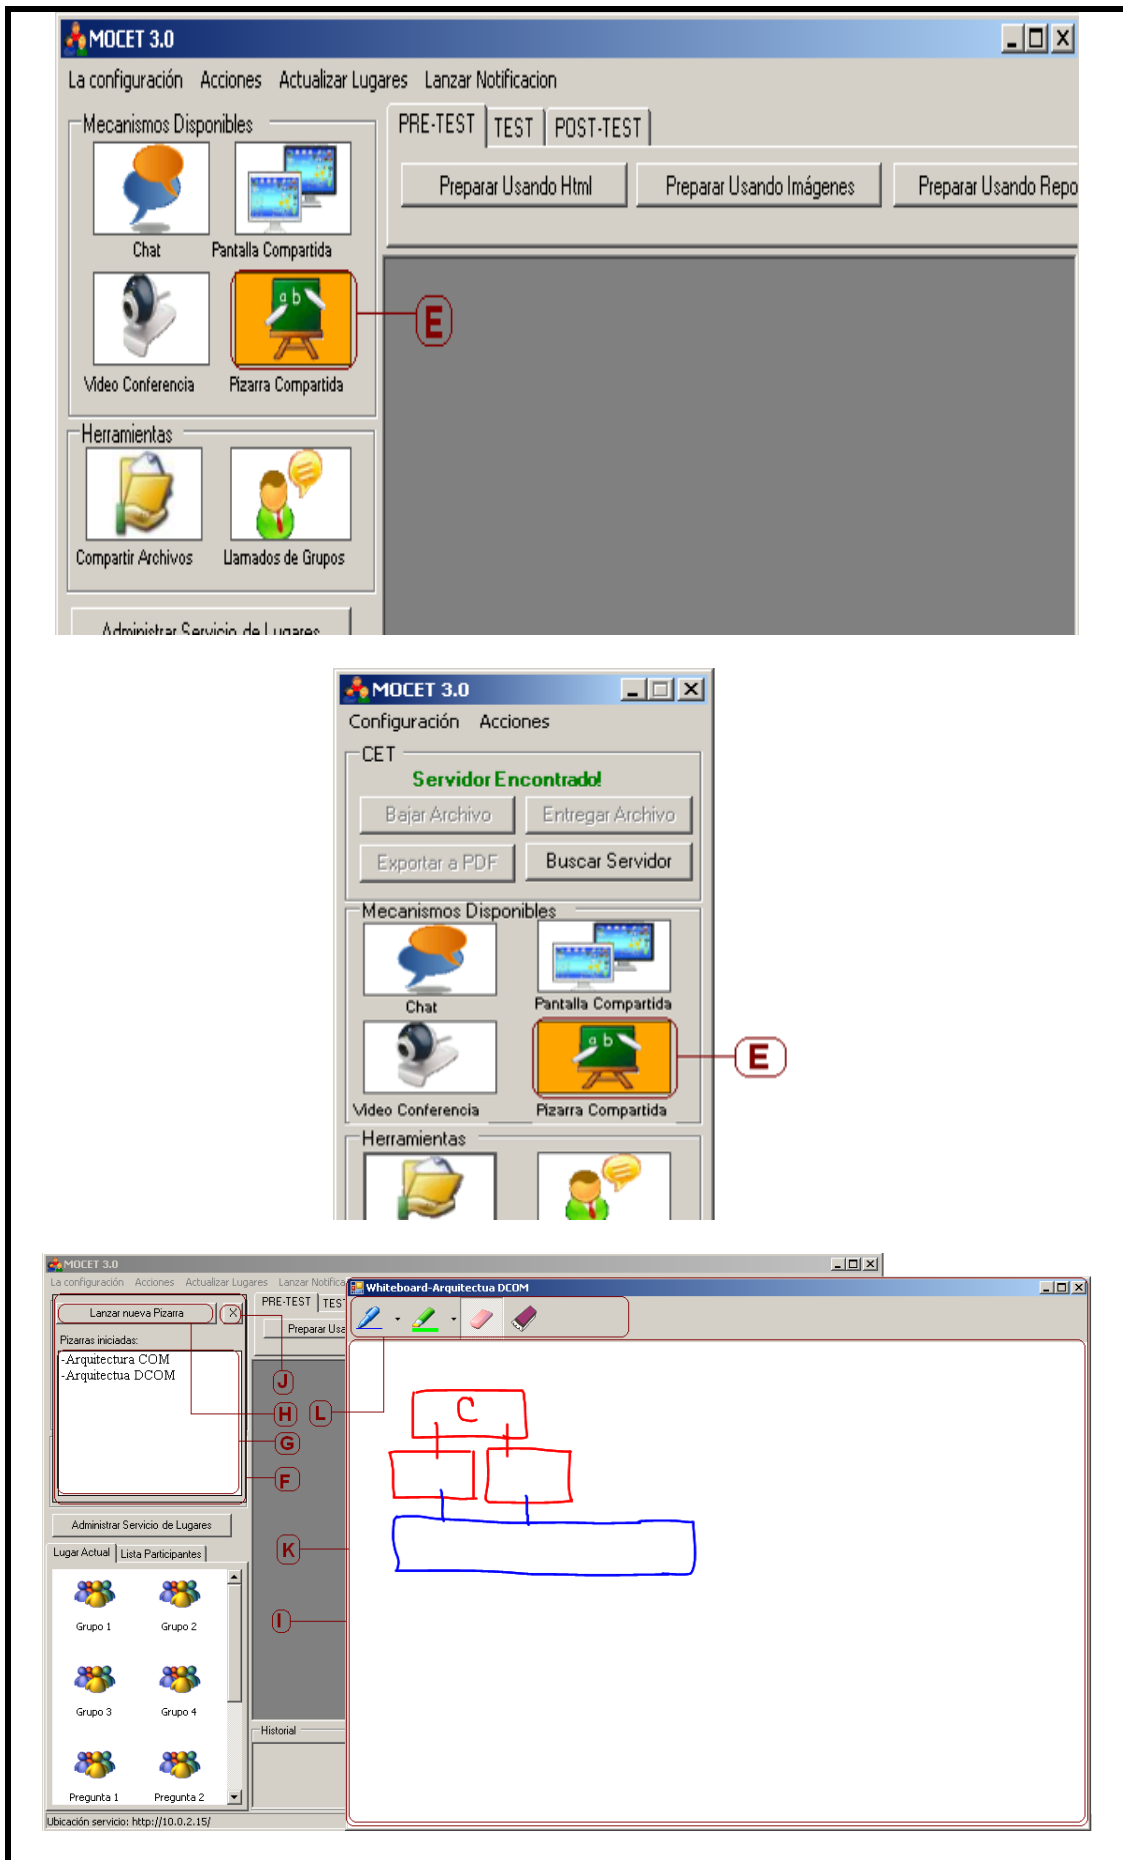 MOCET 3.0
La configuración Acciones Actualizar Lugares Lanzar Notificacion
Mecanismos Disponibles
PRE-TEST TEST POST-TEST
Preparar Usando Html Preparar Usando Imágenes Preparar Usando Repo
Chat Pantalla Compartida
a b
E
Video Conferencia Pizarra Compartida
Herramientas
Compartir Archivos Llamados de Grupos
Administrar Servicio de Lugares
MOCET 3.0
Configuración Acciones
CET
Servidor Encontrado!
Bajar Archivo Entregar Archivo
Exportar a PDF Buscar Servidor
Mecanismos Disponibles
Chat Pantalla Compartida
a b
E
Video Conferencia Pizarra Compartida
Herramientas
MOCET 3.0
La configuración Acciones Actualizar Lugares Lanzar Notifica
Whiteboard-Arquitectua DCOM
Lanzar nueva Pizarra X
PRE-TEST TES
Preparar Usa
Pizarras iniciadas:
-Arquitectura COM
-Arquitectua DCOM
J
H L
G
F
C
K
I
Administrar Servicio de Lugares
Lugar Actual Lista Participantes
Grupo 1 Grupo 2
Grupo 3 Grupo 4
Historial
Pregunta 1 Pregunta 2
Ubicación servicio: http://10.0.2.15/